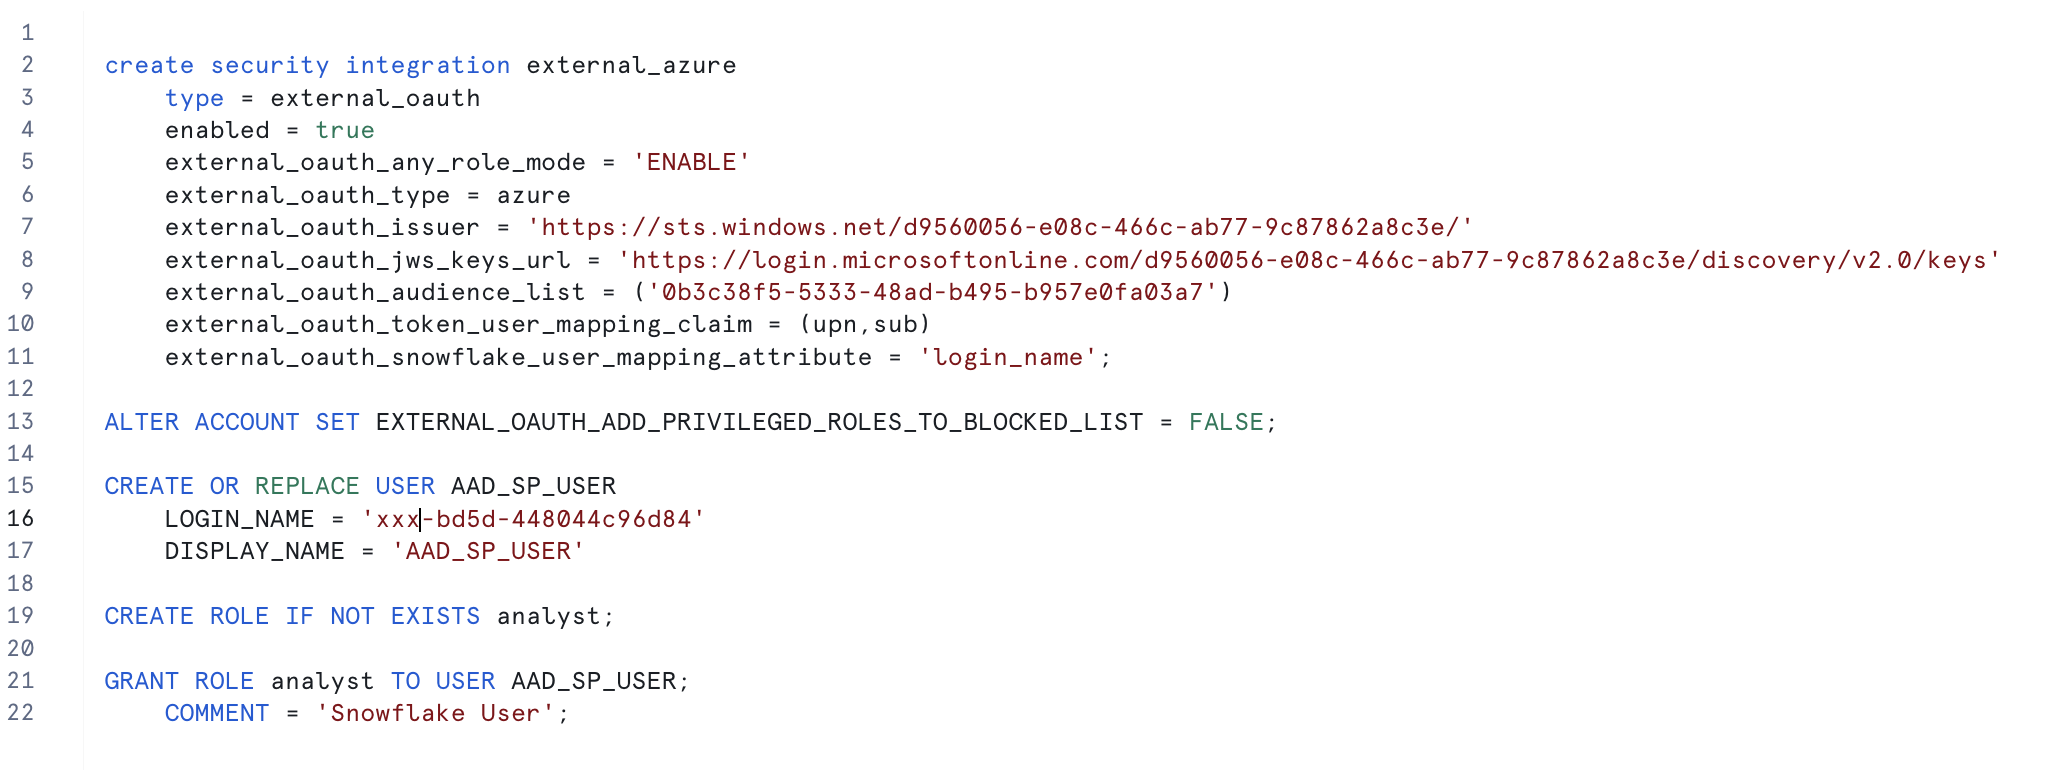 1
2 create security integration external_azure
3 type = external_oauth
4 enabled = true
5 external_oauth_any_role_mode = 'ENABLE'
6 external_oauth_type = azure
7 external_oauth_issuer = 'https://sts.windows.net/d9560056-e08c-466c-ab77-9c87862a8c3e/'
8 external_oauth_jws_keys_url = 'https://login.microsoftonline.com/d9560056-e08c-466c-ab77-9c87862a8c3e/discovery/v2.0/keys'
9 external_oauth_audience_list = ('0b3c38f5-5333-48ad-b495-b957e0fa03a7')
10 external_oauth_token_user_mapping_claim = (upn,sub)
11 external_oauth_snowflake_user_mapping_attribute = 'login_name';
12
13 ALTER ACCOUNT SET EXTERNAL_OAUTH_ADD_PRIVILEGED_ROLES_TO_BLOCKED_LIST = FALSE;
14
15 CREATE OR REPLACE USER AAD_SP_USER
16 LOGIN_NAME = 'xxx-bd5d-448044c96d84'
17 DISPLAY_NAME = 'AAD_SP_USER'
18
19 CREATE ROLE IF NOT EXISTS analyst;
20
21 GRANT ROLE analyst TO USER AAD_SP_USER;
22 COMMENT = 'Snowflake User';